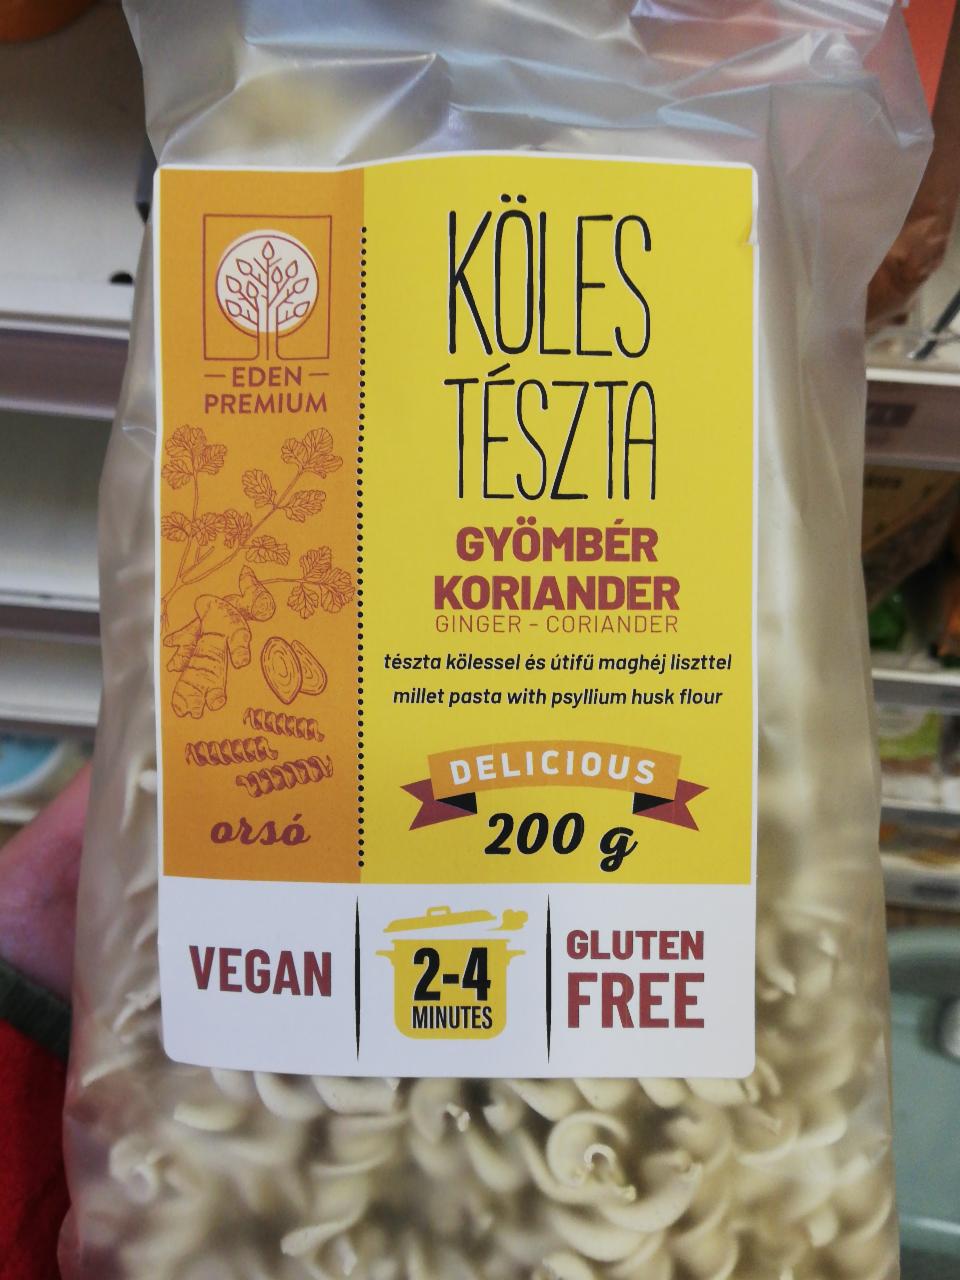 EDEN
PREMIUM
orsó
KÖLES
TÉSZTA
GYÖMBÉR
KORIANDER
GINGER - CORIANDER
tészta kölessel és útifű maghéj liszttel
millet pasta with psyllium husk flour
DELICIOUS
200 g
VEGAN
2-4
MINUTES
GLUTEN
FREE